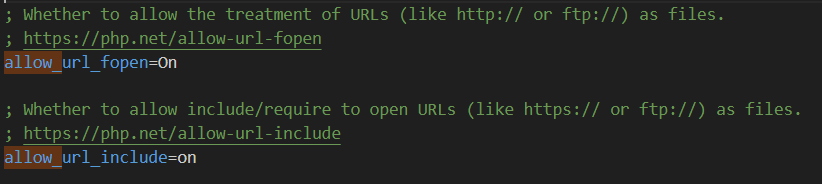 ; Whether to allow the treatment of URLs (like http:// or ftp://) as files.
; https://php.net/allow-url-fopen
allow_url_fopen=On
; Whether to allow include/require to open URLs (like https:// or ftp://) as files.
; https://php.net/allow-url-include
allow_url_include=on